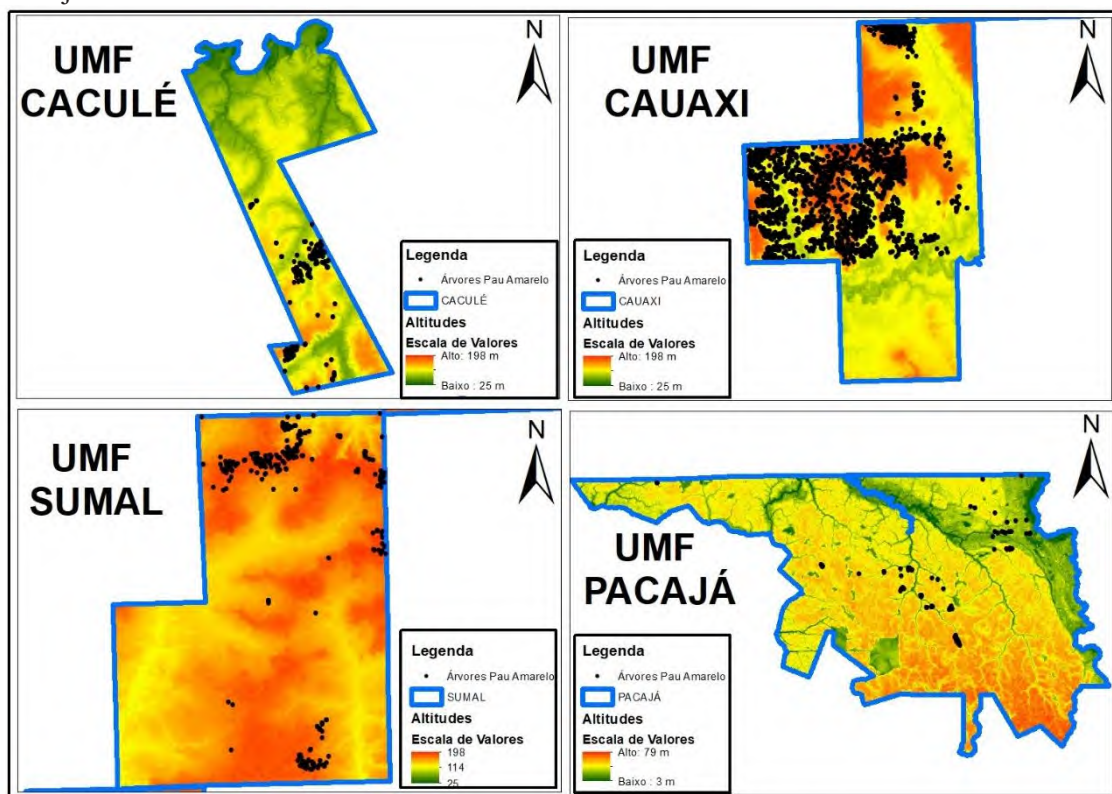 UMF
CACULÉ
N
Legenda
Árvores Pau Amarelo
CACULÉ
Altitudes
Escala de Valores
Alto: 198 m
Baixo : 25 m
UMF
CAUAXI
N
Legenda
Árvores Pau Amarelo
CAUAXI
Altitudes
Escala de Valores
Alto: 198 m
Baixo : 25 m
UMF
SUMAL
N
Legenda
Árvores Pau Amarelo
SUMAL
Altitudes
Escala de Valores
198
114
25
UMF
PACAJÁ
N
Legenda
Árvores Pau Amarelo
PACAJÁ
Altitudes
Escala de Valores
Alto: 79 m
Baixo : 3 m